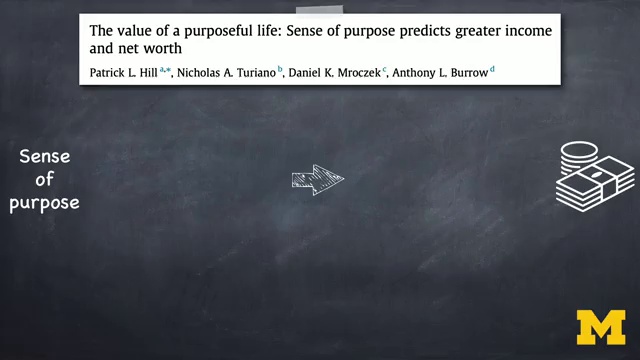 The value of a purposeful life: Sense of purpose predicts greater income
and net worth
Patrick L. Hill a,*, Nicholas A. Turiano b, Daniel K. Mroczek c, Anthony L. Burrow d
Sense
of
purpose
M